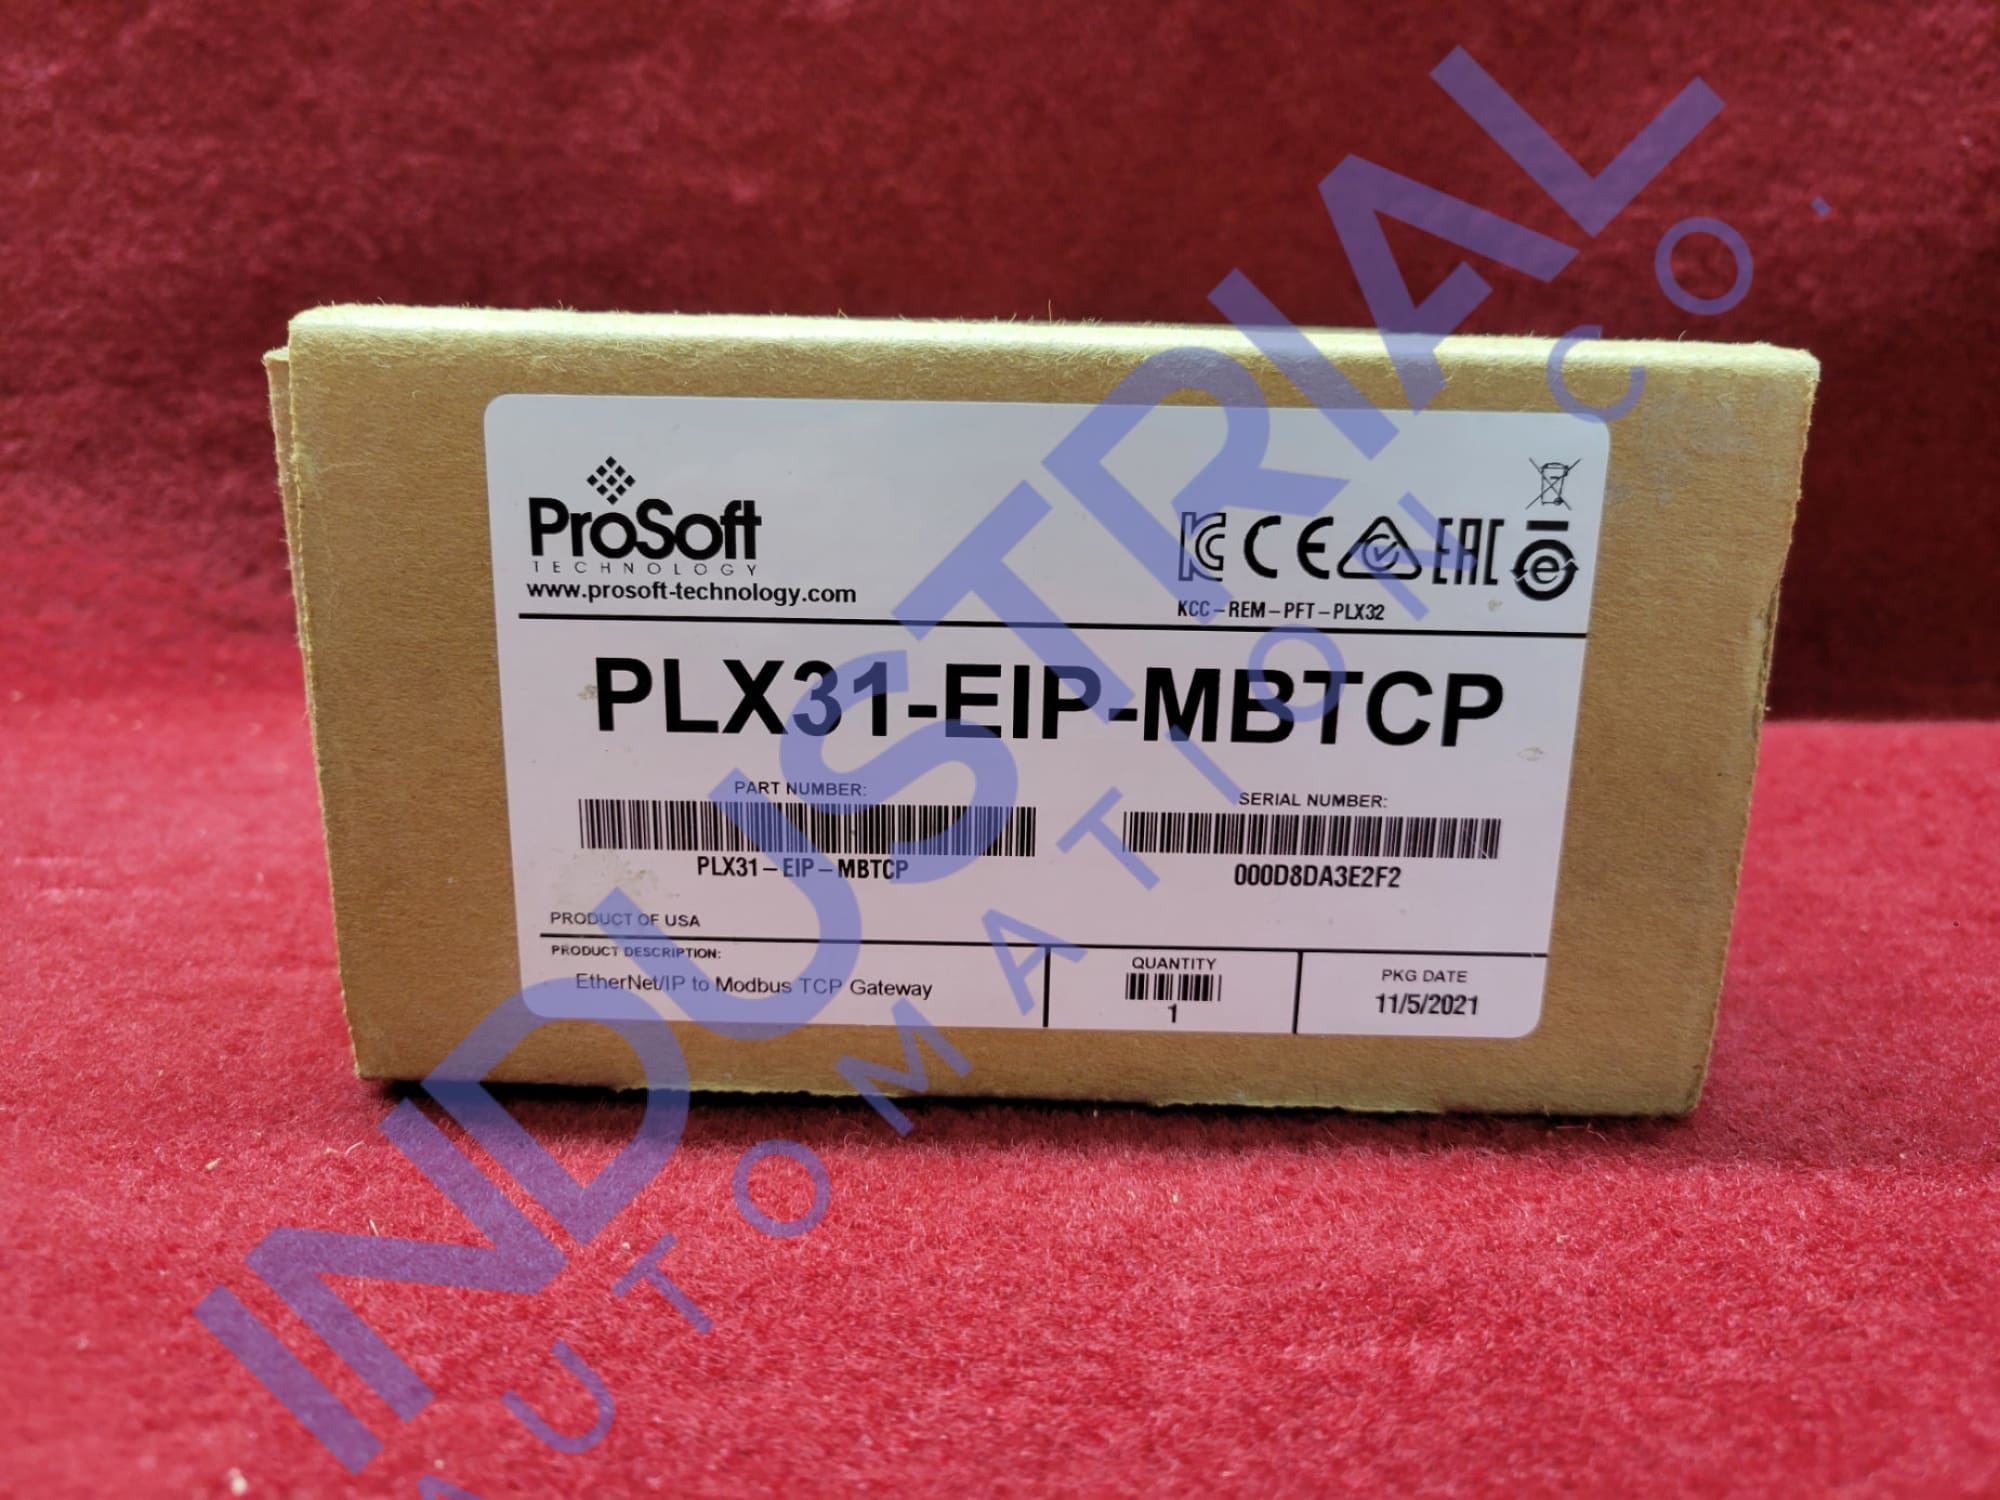 ProSoft
TECHNOLOGY
www.prosoft-technology.com
KCC-REM-PFT-PLX32
PLX31-EIP-MBTCP
PART NUMBER:
PLX31-EIP-MBTCP
SERIAL NUMBER:
000D8DA3E2F2
PRODUCT OF USA
PRODUCT DESCRIPTION:
EtherNet/IP to Modbus TCP Gateway
QUANTITY
1
PKG DATE
11/5/2021
INDUSTRIAL
AUTOMATION CO.